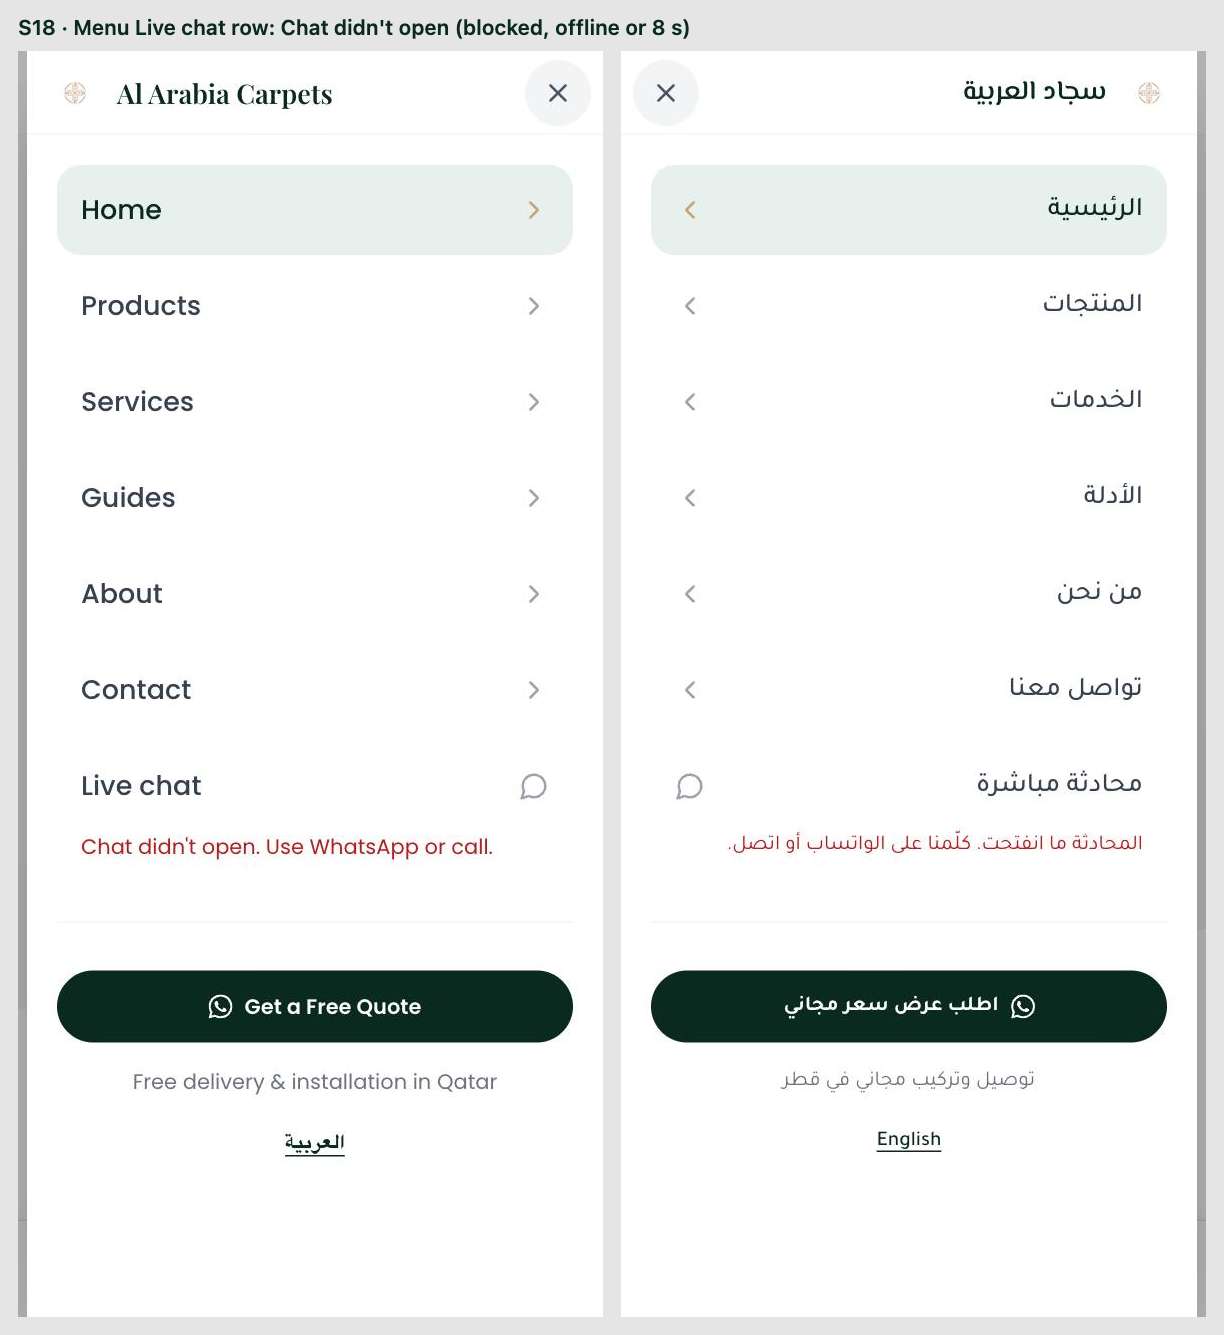 S18 · Menu Live chat row: Chat didn't open (blocked, offline or 8 s)
Al Arabia Carpets
Home
Products
Services
Guides
About
Contact
Live chat
Chat didn't open. Use WhatsApp or call.
Get a Free Quote
Free delivery & installation in Qatar
العربية
سجاد العربية
الرئيسية
المنتجات
الخدمات
الأدلة
من نحن
تواصل معنا
محادثة مباشرة
المحادثة ما انفتحت. كلّمنا على الواتساب أو اتصل.
اطلب عرض سعر مجاني
توصيل وتركيب مجاني في قطر
English